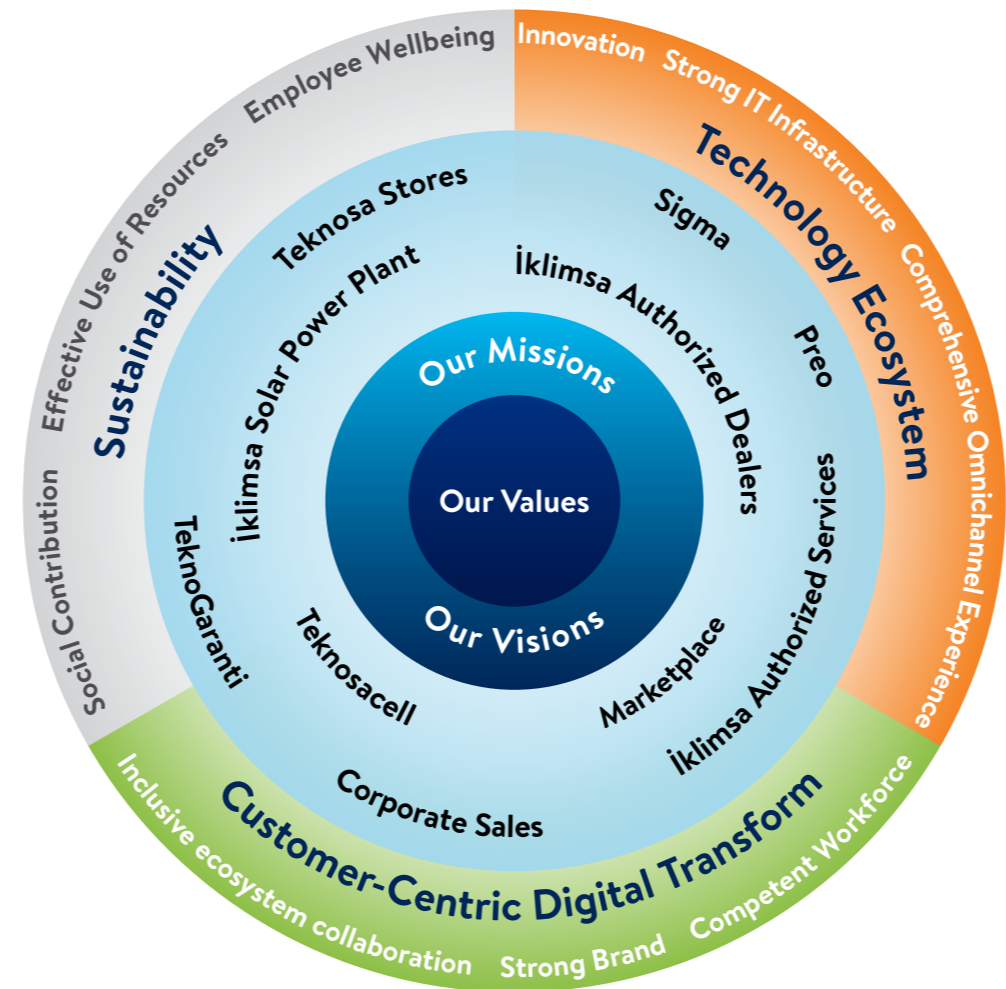 Employee Wellbeing
Effective Use of Resources
Social Contribution
Sustainability
Innovation
Strong IT Infrastructure
Comprehensive Omnichannel Experience
Technology Ecosystem
Inclusive ecosystem collaboration
Strong Brand
Competent Workforce
Customer-Centric Digital Transform
Teknosa Stores
İklimsa Solar Power Plant
Sigma
İklimsa Authorized Dealers
Preo
İklimsa Authorized Services
Marketplace
Corporate Sales
Teknosacell
TeknoGaranti
Our Missions
Our Values
Our Visions